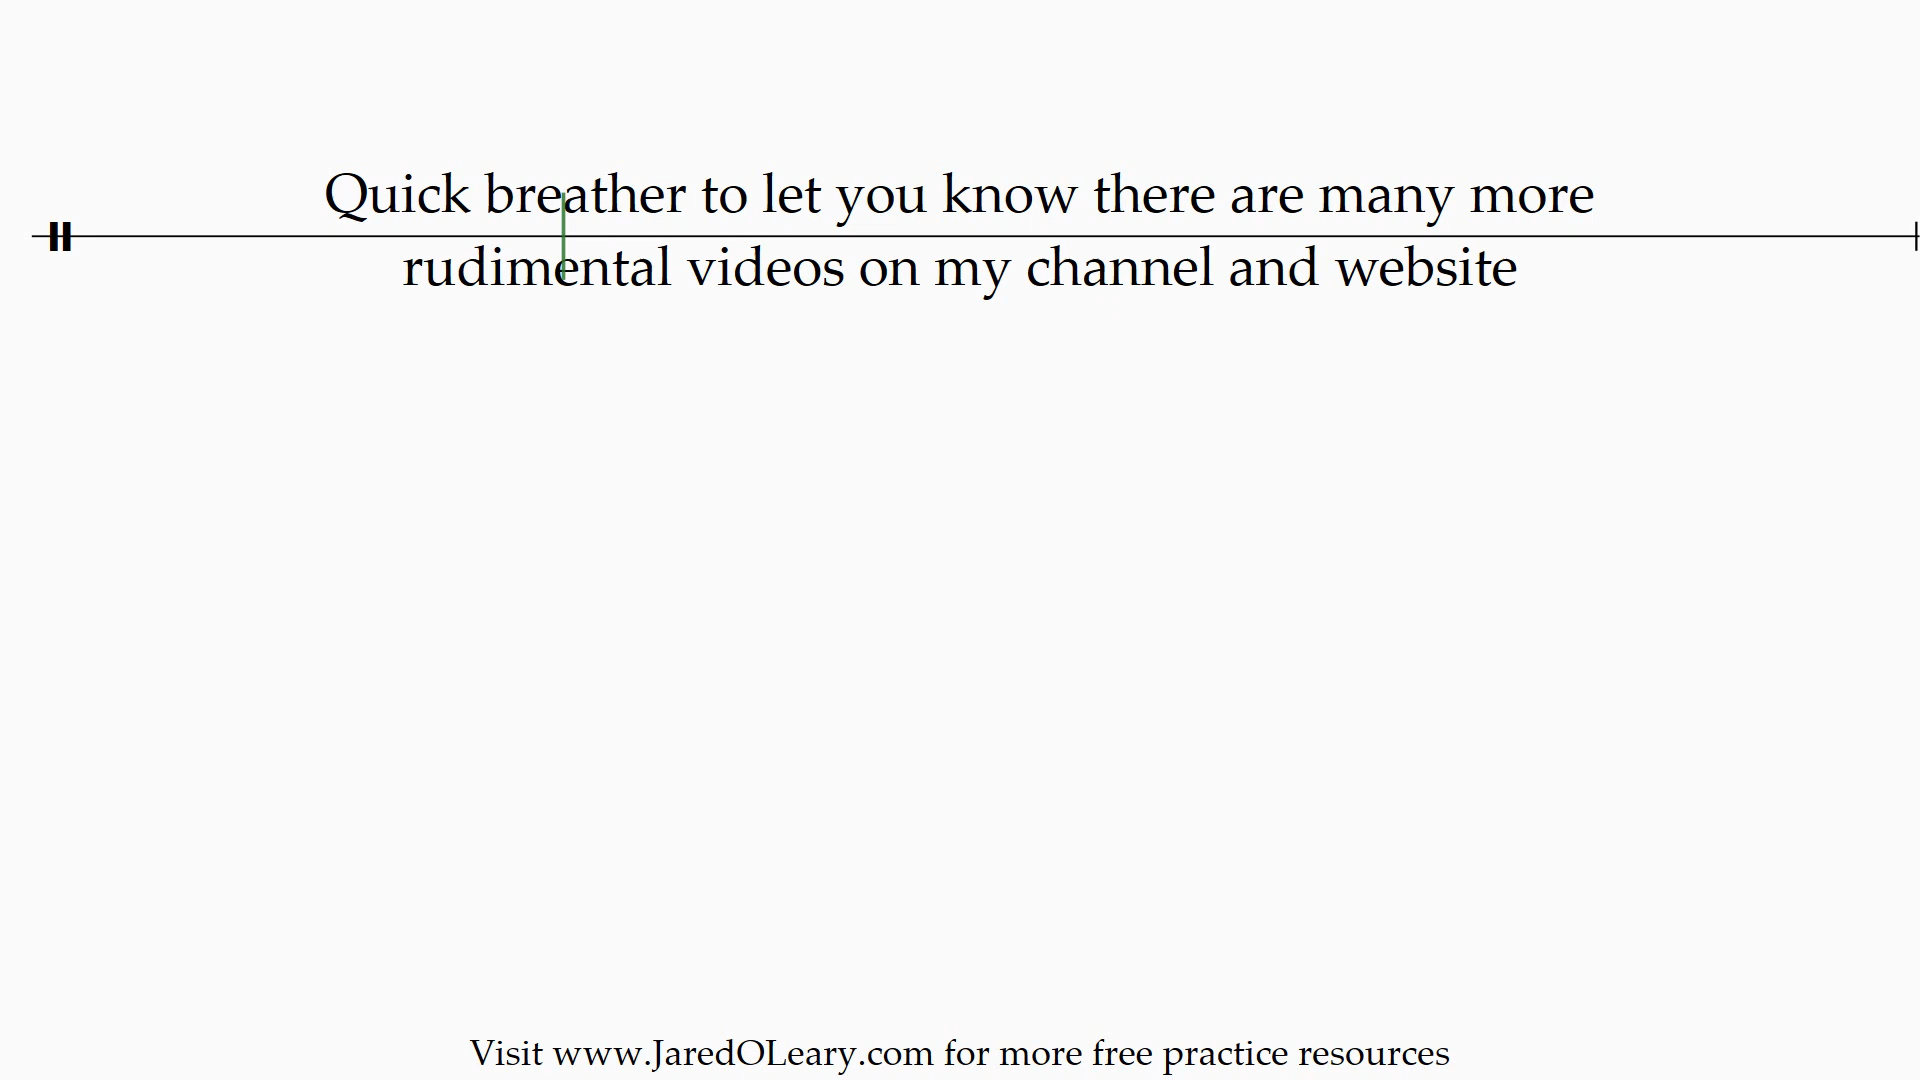 Quick breather to let you know there are many more
rudimental videos on my channel and website
Visit www.JaredOLeary.com for more free practice resources